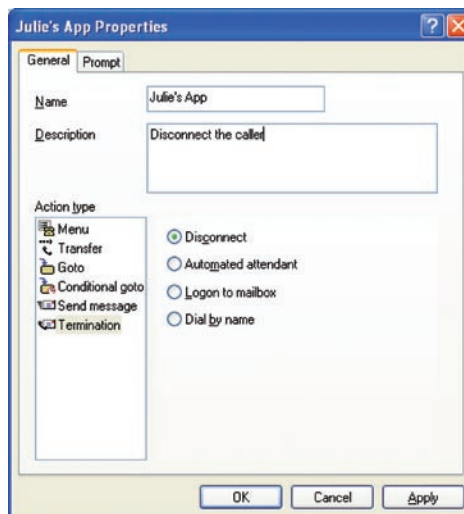 Julie's App Properties
General Prompt
Name Julie's App
Description Disconnect the caller
Action type
Menu
Transfer
Goto
Conditional goto
Send message
Termination
Disconnect
Automated attendant
Logon to mailbox
Dial by name
OK Cancel Apply